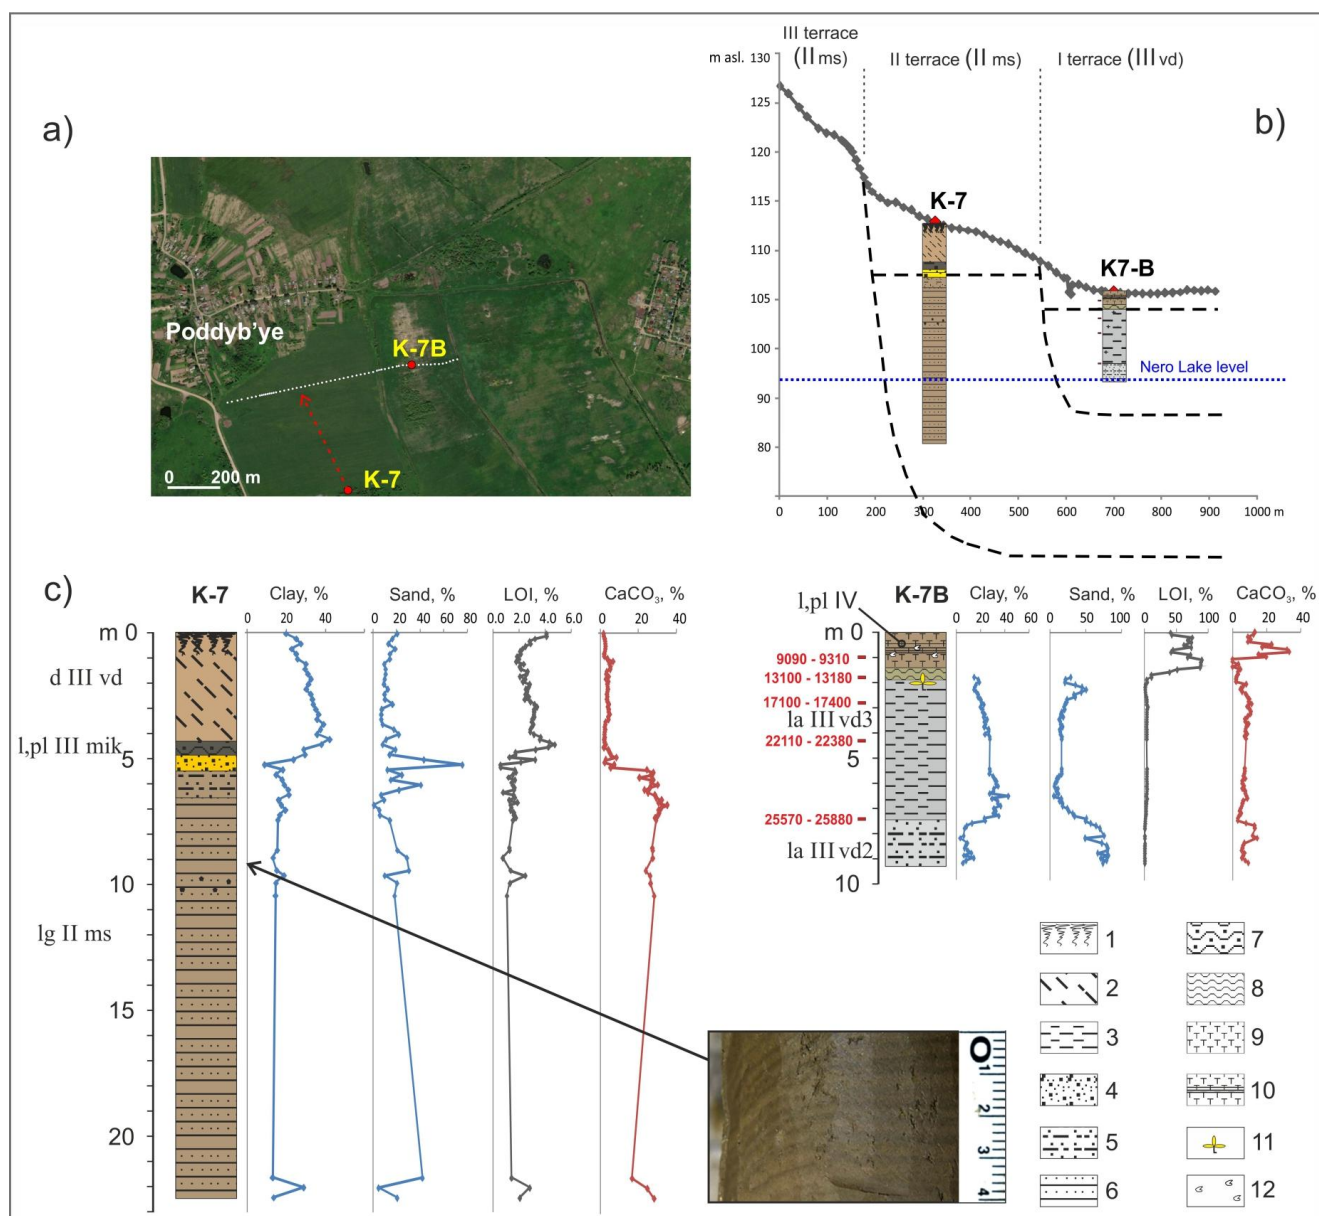 a)
Poddyb'ye
K-7B
K-7
0 200 m
b)
III terrace
(II ms)
II terrace (II ms)
I terrace (III vd)
m asl. 130
125
120
115
110
105
100
90
80
K-7
K7-B
Nero Lake level
0 100 200 300 400 500 600 700 800 900 1000 m
c)
K-7
Clay, %
Sand, %
LOI, %
CaCO₃, %
m 0
0 20 40
0 20 40 60 80
0.0 2.0 4.0 6.0
0 20 40
5
10
15
20
d III vd
l,pl III mik
lg II ms
l,pl IV
K-7B
Clay, %
Sand, %
LOI, %
CaCO₃, %
m 0
0 20 40 60
0 50 100
0 50 100
0 20 40
9090 - 9310
13100 - 13180
17100 - 17400
la III vd3
22110 - 22380
5
25570 - 25880
la III vd2
10
0
1
2
3
4
1
2
3
4
5
6
7
8
9
10
11
12